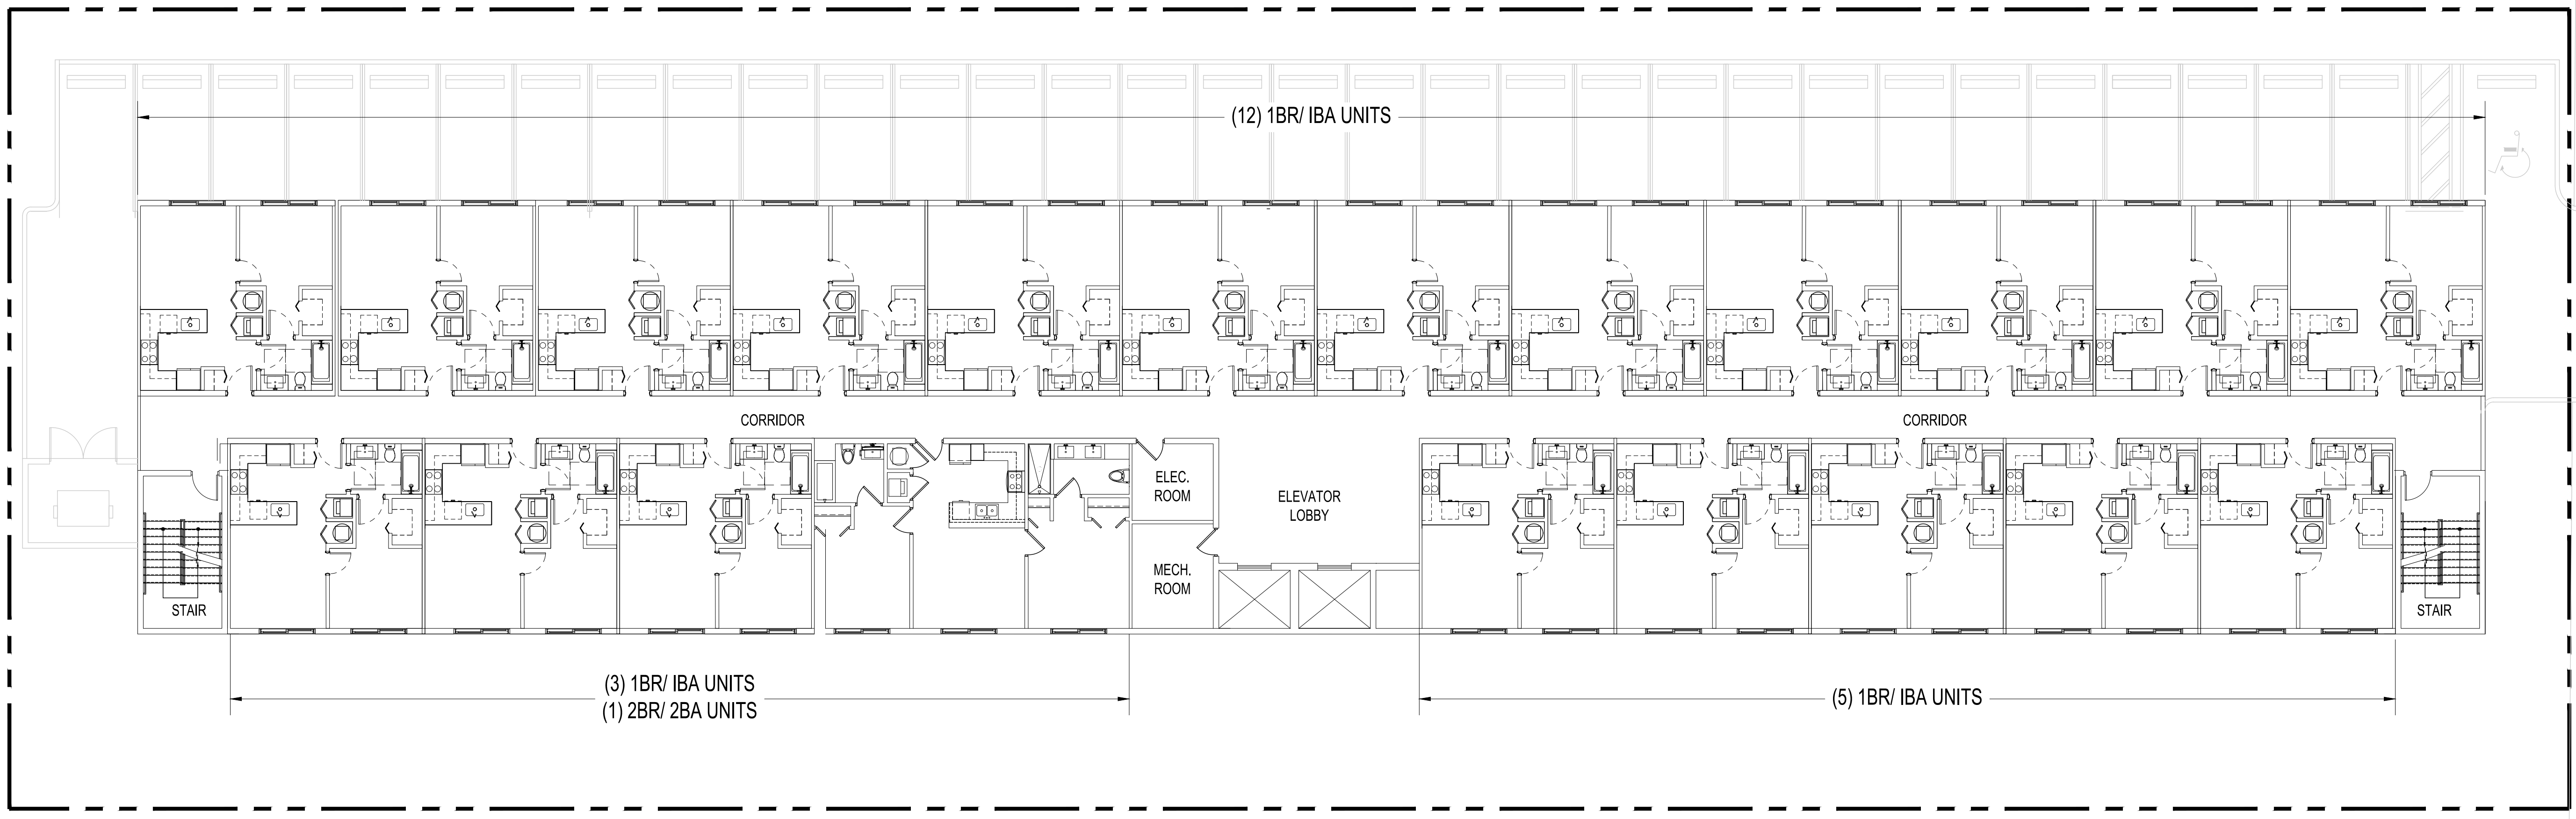 (12) 1BR/ IBA UNITS
CORRIDOR
CORRIDOR
ELEC.
ROOM
ELEVATOR
LOBBY
MECH.
ROOM
STAIR
STAIR
(3) 1BR/ IBA UNITS
(1) 2BR/ 2BA UNITS
(5) 1BR/ IBA UNITS